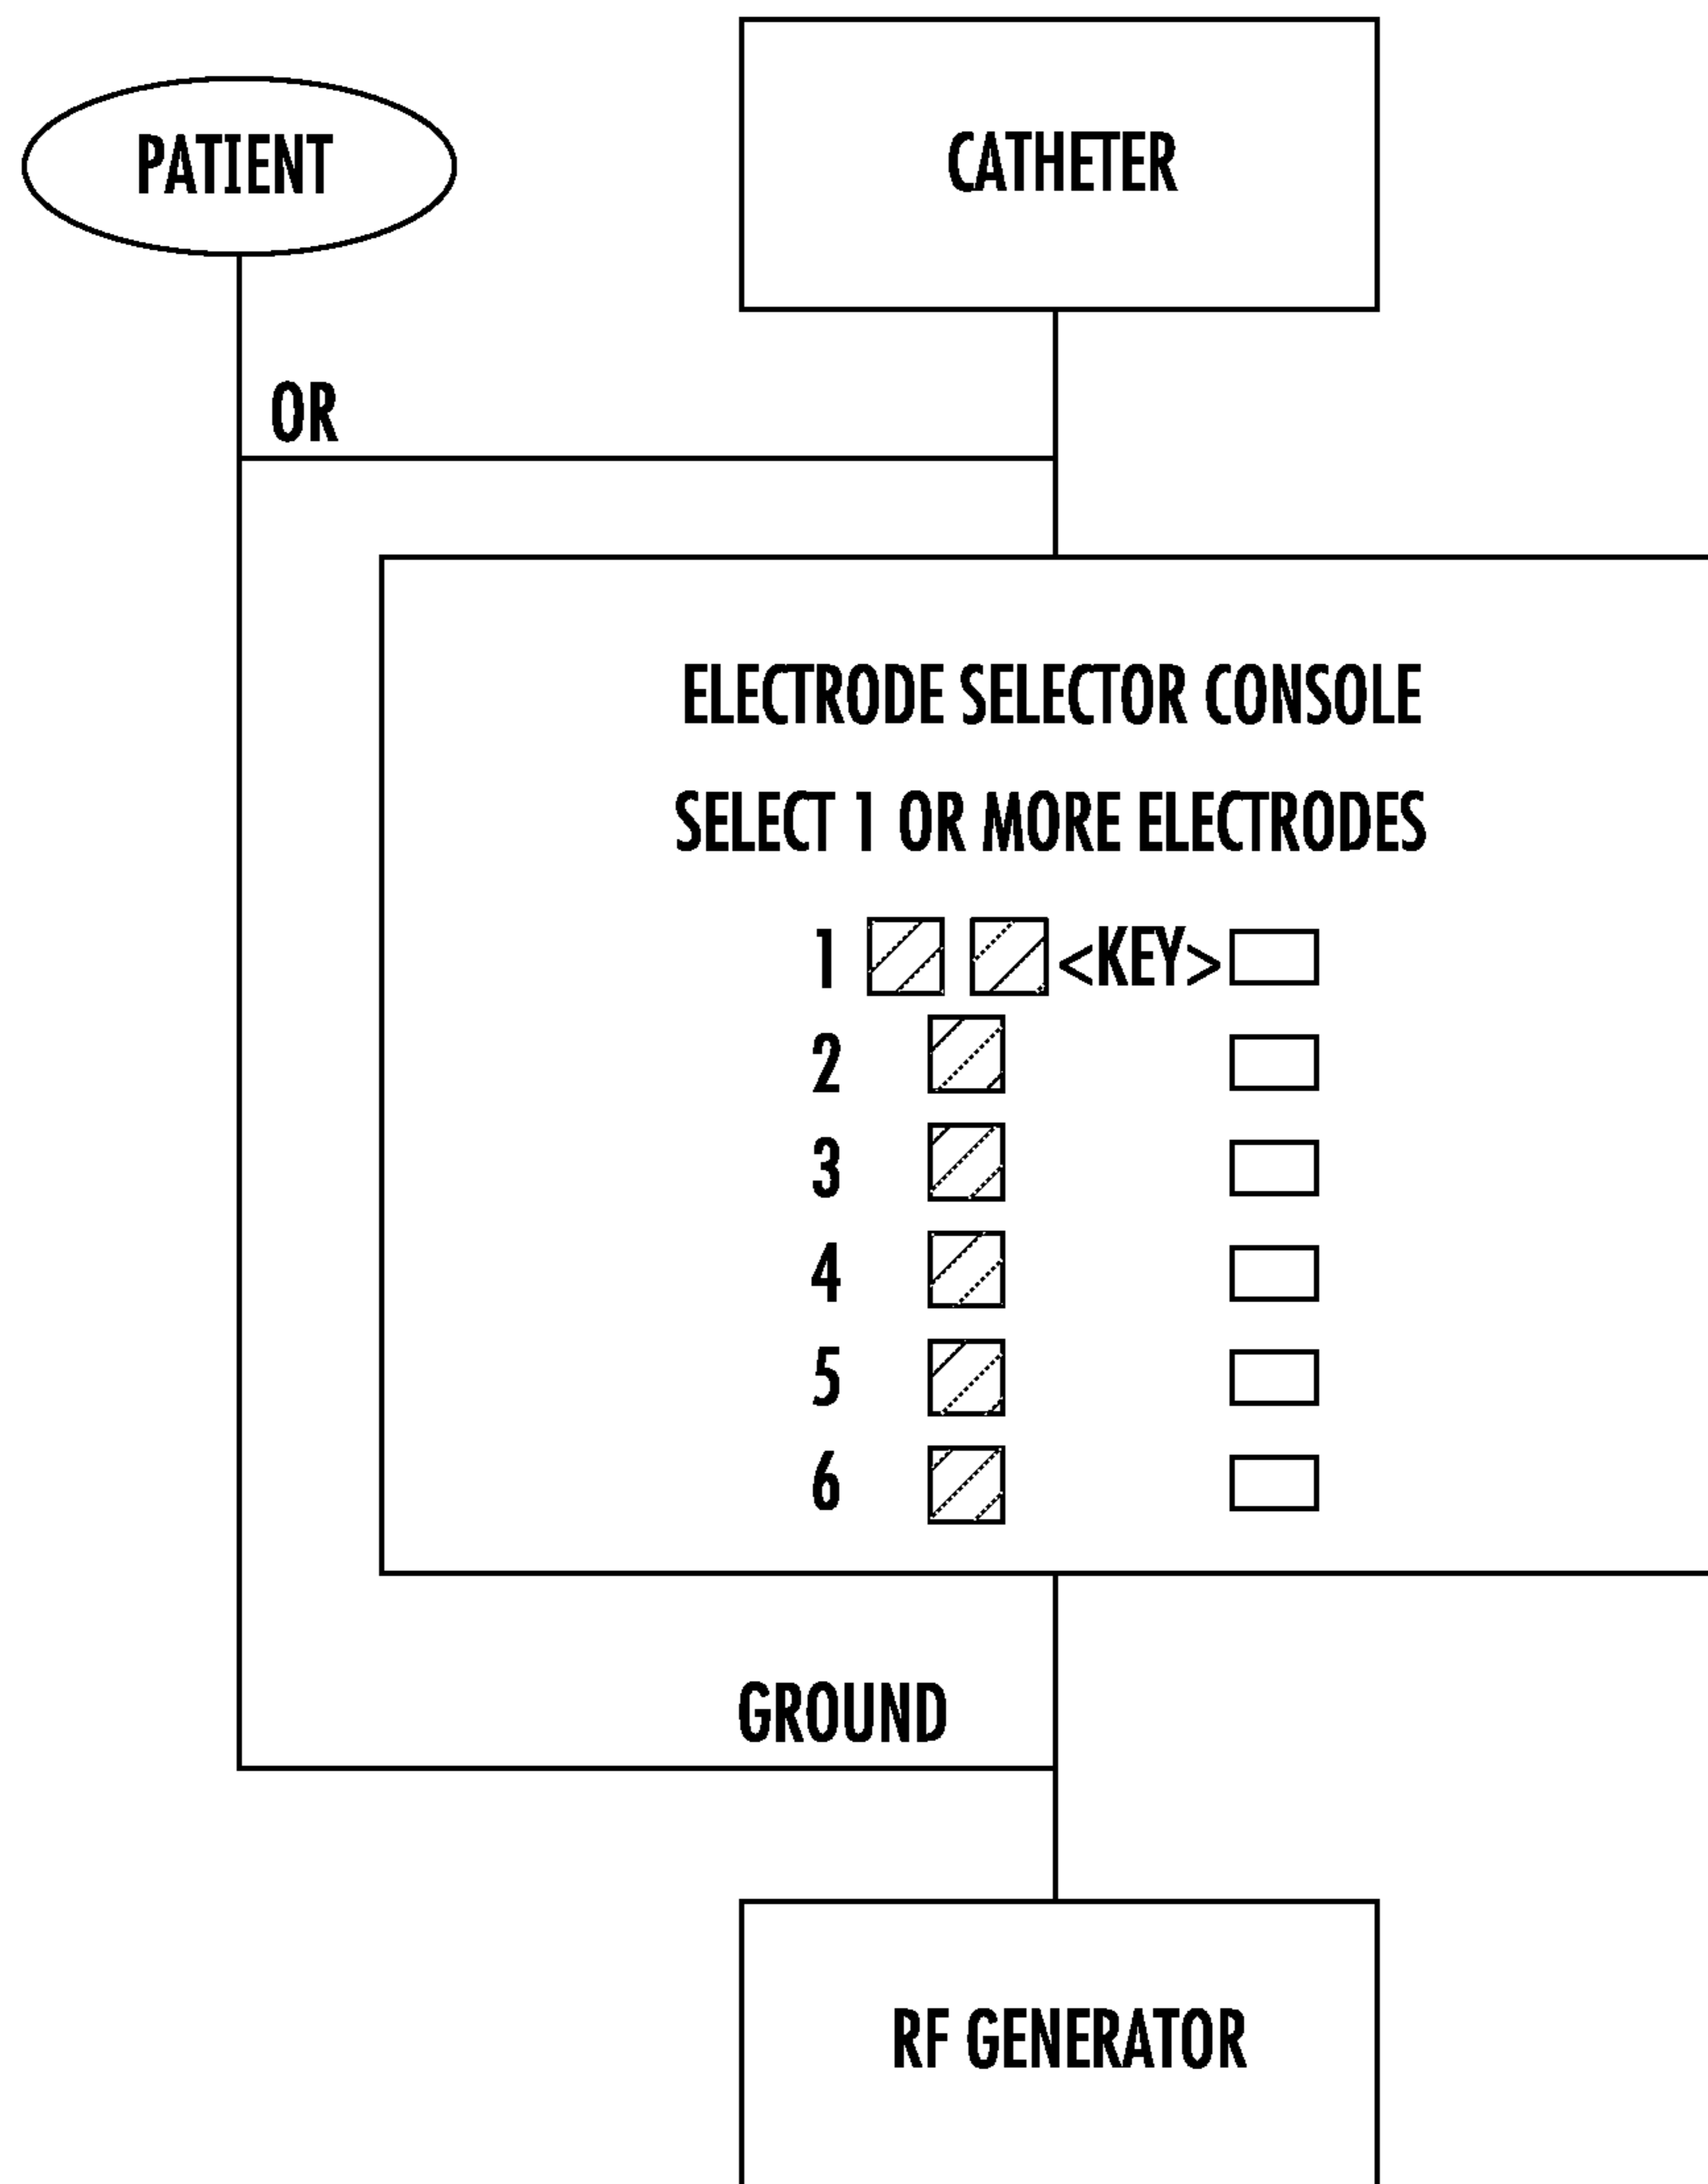 PATIENT
CATHETER
OR
ELECTRODE SELECTOR CONSOLE
SELECT 1 OR MORE ELECTRODES
1 <KEY>
2
3
4
5
6
GROUND
RF GENERATOR